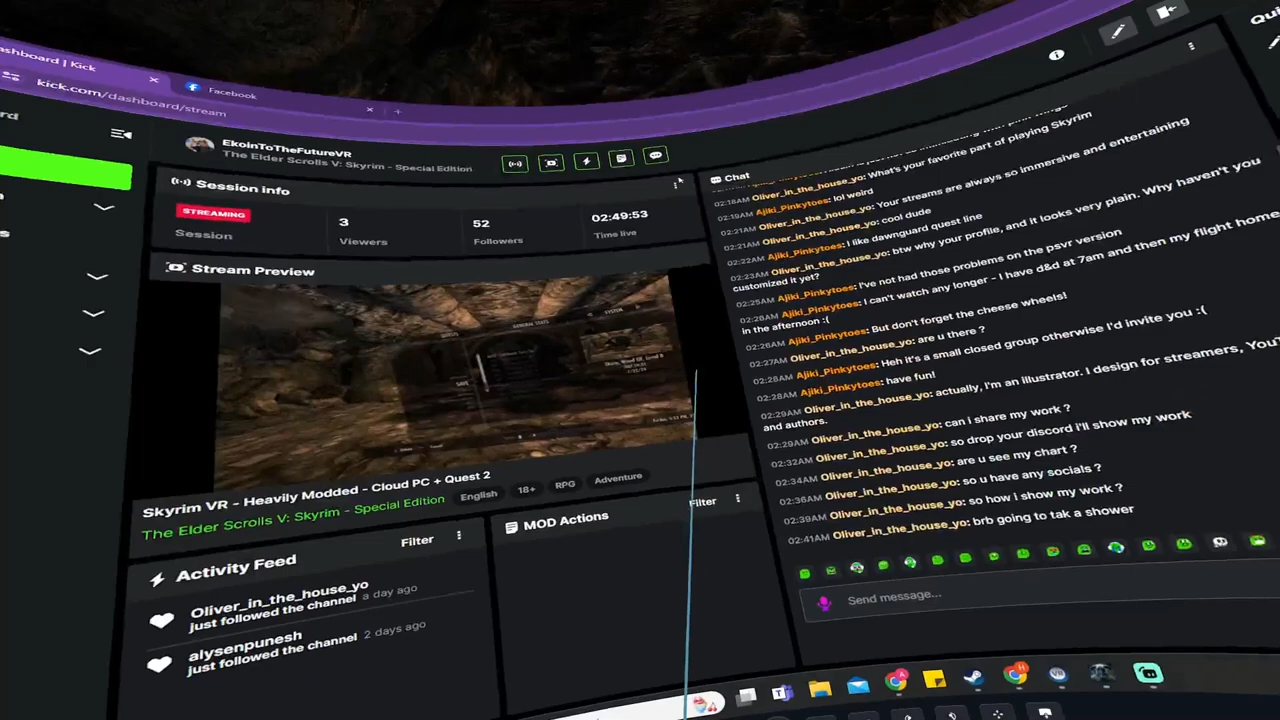 ashboard | Kick
Facebook
kick.com/dashboard/stream
EkoinToTheFutureVR
The Elder Scrolls V: Skyrim - Special Edition
Session info
STREAMING
Session
3
Viewers
52
Followers
02:49:53
Time live
Stream Preview
Skyrim VR - Heavily Modded - Cloud PC + Quest 2
The Elder Scrolls V: Skyrim - Special Edition
English
18+
RPG
Adventure
Activity Feed
Filter
Oliver_in_the_house_yo
just followed the channel a day ago
alysenpunesh
just followed the channel 2 days ago
MOD Actions
Filter
Chat
02:18AM Oliver_in_the_house_yo: What's your favorite part of playing Skyrim
02:19AM Ajiki_Pinkytoes: lol weird
02:21AM Oliver_in_the_house_yo: Your streams are always so immersive and entertaining
02:21AM Oliver_in_the_house_yo: cool dude
02:22AM Ajiki_Pinkytoes: I like dawnguard quest line
02:23AM Oliver_in_the_house_yo: btw why your profile, and it looks very plain. Why haven't you
customized it yet?
02:25AM Ajiki_Pinkytoes: I've not had those problems on the psvr version
02:26AM Ajiki_Pinkytoes: I can't watch any longer - I have d&d at 7am and then my flight home
in the afternoon :(
02:26AM Ajiki_Pinkytoes: But don't forget the cheese wheels!
02:27AM Oliver_in_the_house_yo: are u there ?
02:28AM Ajiki_Pinkytoes: Heh it's a small closed group otherwise I'd invite you :(
02:28AM Ajiki_Pinkytoes: have fun!
02:29AM Oliver_in_the_house_yo: actually, I'm an illustrator. I design for streamers, YouT
and authors.
02:29AM Oliver_in_the_house_yo: can i share my work ?
02:32AM Oliver_in_the_house_yo: so drop your discord i'll show my work
02:34AM Oliver_in_the_house_yo: are u see my chart ?
02:36AM Oliver_in_the_house_yo: so u have any socials ?
02:39AM Oliver_in_the_house_yo: so how i show my work ?
02:41AM Oliver_in_the_house_yo: brb going to tak a shower
Send message...
Qui